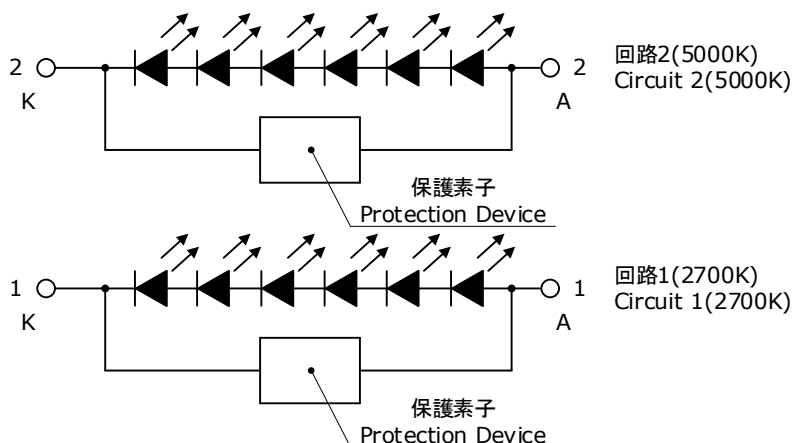 2
K
2
A
回路2(5000K)
Circuit 2(5000K)
保護素子
Protection Device
1
K
1
A
回路1(2700K)
Circuit 1(2700K)
保護素子
Protection Device